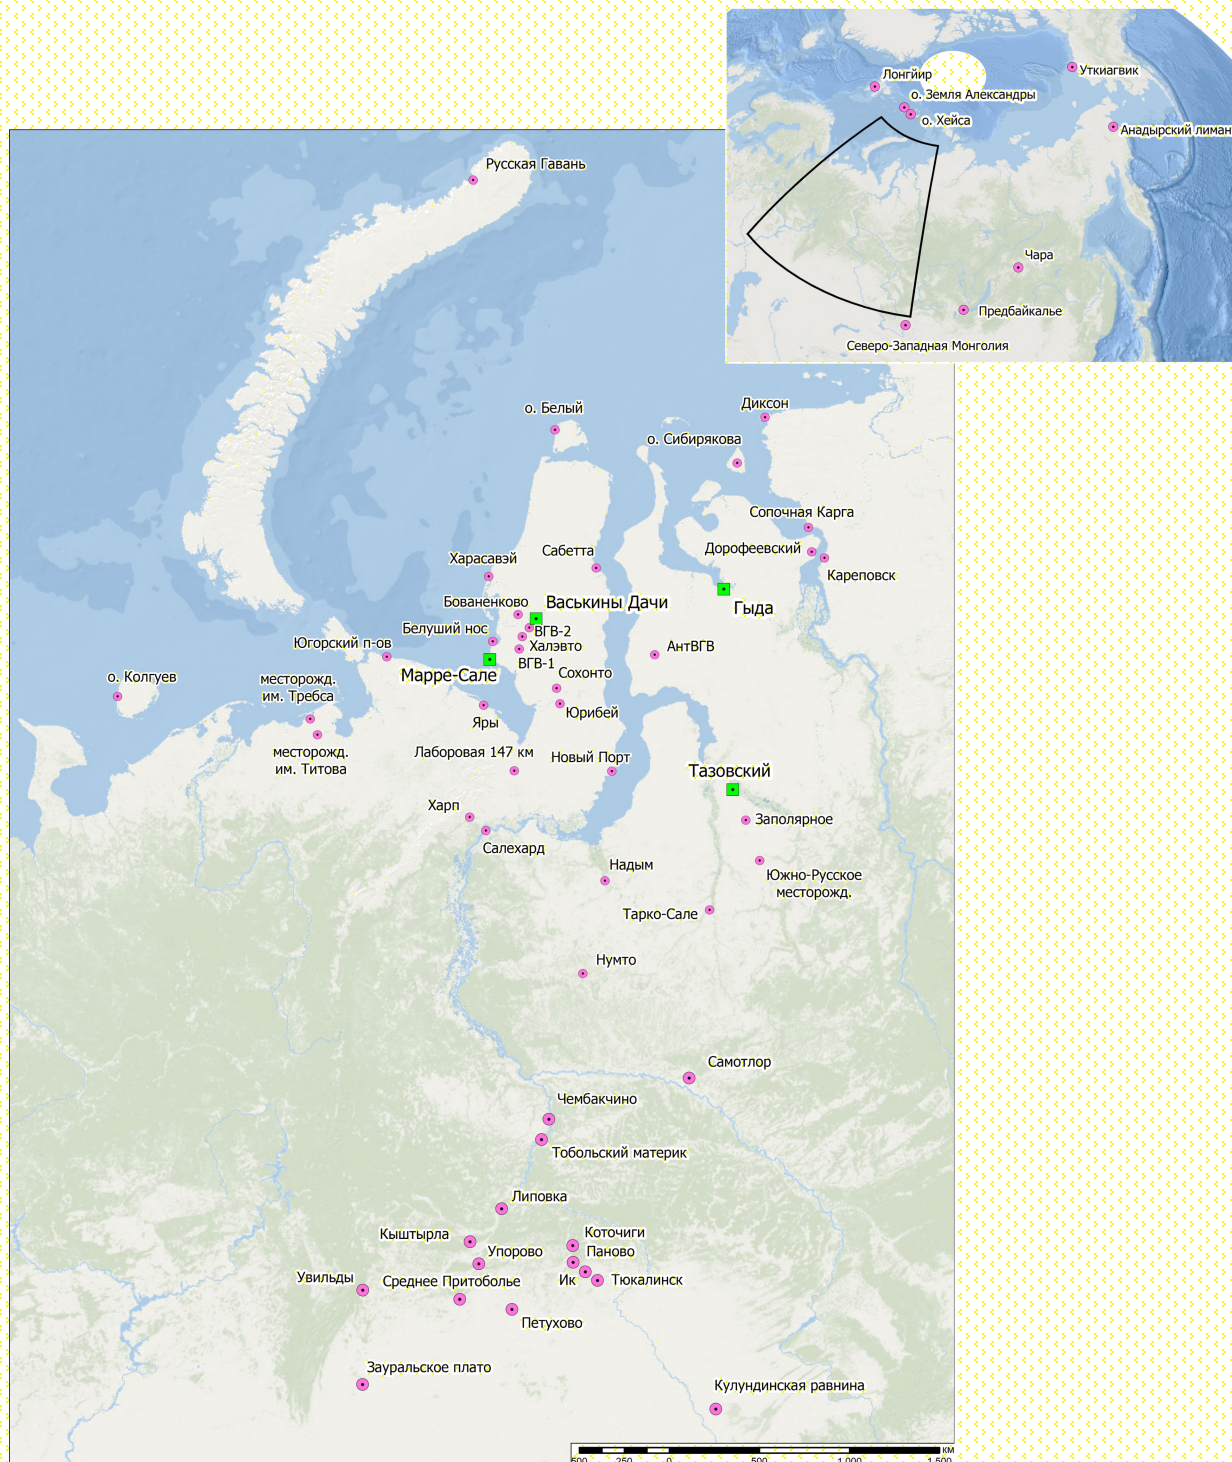 Лонгйир
Уткиагвик
о. Земля Александры
о. Хейса
Анадырский лиман
Чара
Предбайкалье
Северо-Западная Монголия
Русская Гавань
Диксон
о. Белый
о. Сибирякова
Сопочная Карга
Дорофеевский
Кареповск
Сабетта
Харасавэй
Бованенково
Васькины Дачи
Гыда
Белуший нос
ВГВ-2
Халэвто
ВГВ-1
АнтВГВ
Югорский п-ов
Марре-Сале
Сохонто
о. Колгуев
месторожд.
им. Требса
Юрибей
Яры
месторожд.
им. Титова
Лаборовая 147 км
Новый Порт
Тазовский
Харп
Заполярное
Салехард
Надым
Южно-Русское
месторожд.
Тарко-Сале
Нумто
Самотлор
Чембакчино
Тобольский материк
Липовка
Кыштырла
Коточиги
Упорово
Паново
Увильды
Среднее Притоболье
Ик
Тюкалинск
Петухово
Зауральское плато
Кулундинская равнина
км
500 250 0 500 1 000 1 500